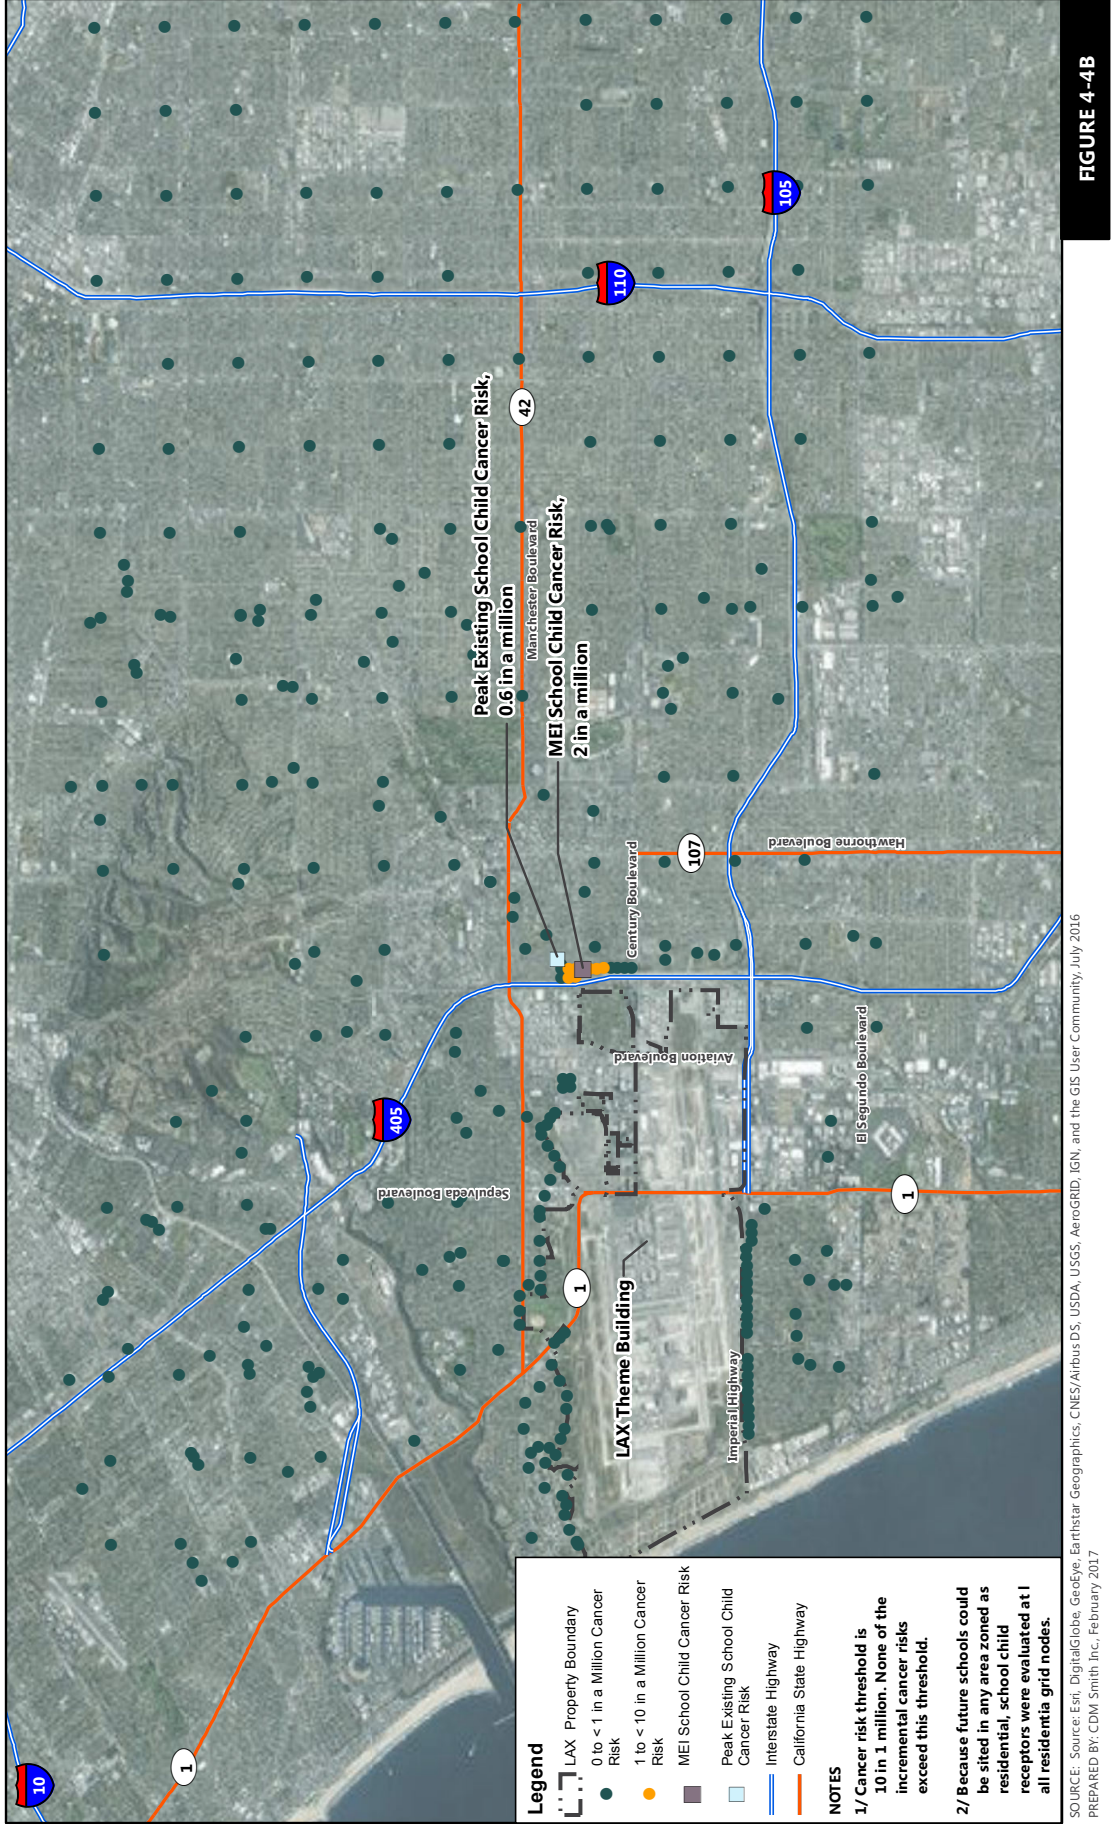 FIGURE 4-4B
Peak Existing School Child Cancer Risk,
0.6 in a million
MEI School Child Cancer Risk,
2 in a million
LAX Theme Building
Manchester Boulevard
Century Boulevard
Hawthorne Boulevard
Aviation Boulevard
El Segundo Boulevard
Sepulveda Boulevard
Imperial Highway
10
1
405
1
1
42
107
110
105
Legend
LAX Property Boundary
0 to < 1 in a Million Cancer
Risk
1 to < 10 in a Million Cancer
Risk
MEI School Child Cancer Risk
Peak Existing School Child
Cancer Risk
Interstate Highway
California State Highway
NOTES
1/ Cancer risk threshold is
10 in 1 million. None of the
incremental cancer risks
exceed this threshold.
2/ Because future schools could
be sited in any area zoned as
residential, school child
receptors were evaluated at l
all residential grid nodes.
SOURCE: Source: Esri, DigitalGlobe, GeoEye, Earthstar Geographics, CNES/Airbus DS, USDA, USGS, AeroGRID, IGN, and the GIS User Community, July 2016
PREPARED BY: CDM Smith Inc., February 2017